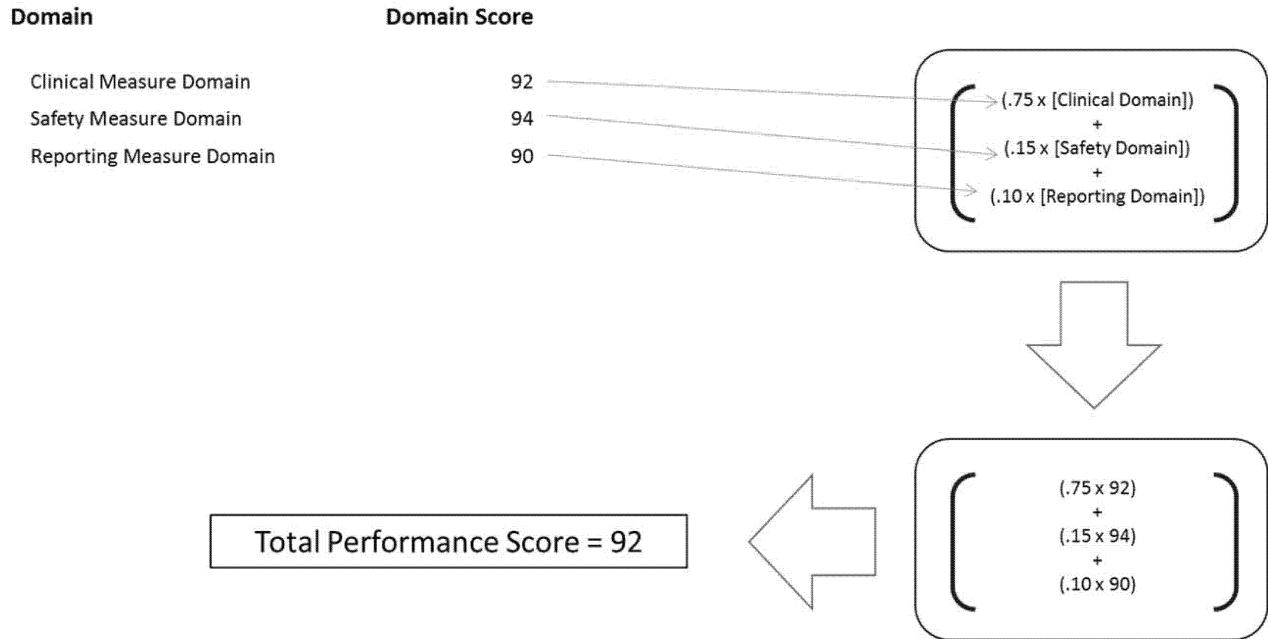 Domain Domain Score
Clinical Measure Domain 92
Safety Measure Domain 94
Reporting Measure Domain 90
(.75 x [Clinical Domain])
+
(.15 x [Safety Domain])
+
(.10 x [Reporting Domain])
(.75 x 92)
+
(.15 x 94)
+
(.10 x 90)
Total Performance Score = 92